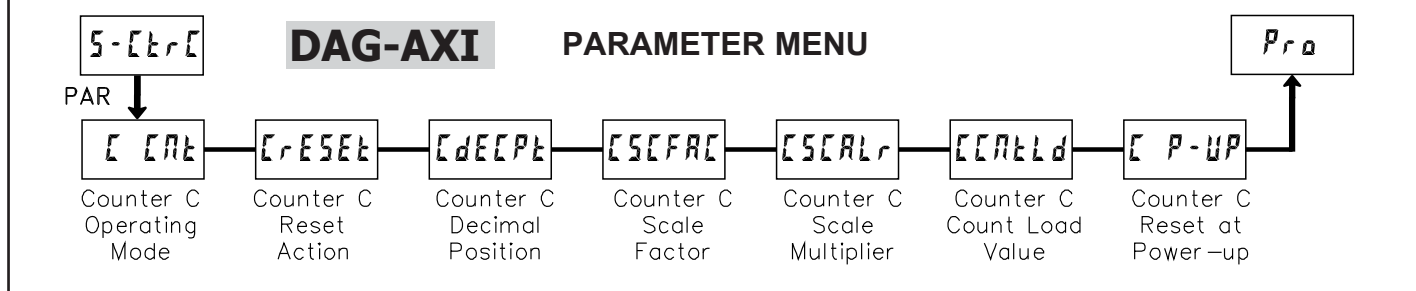 5-CtrC
DAG-AXI
PARAMETER MENU
Pro
PAR
C CNt
CrESEt
CdECPt
CSCFAC
CSCALr
CCNtLd
C P-UP
Counter C
Operating
Mode
Counter C
Reset
Action
Counter C
Decimal
Position
Counter C
Scale
Factor
Counter C
Scale
Multiplier
Counter C
Count Load
Value
Counter C
Reset at
Power-up